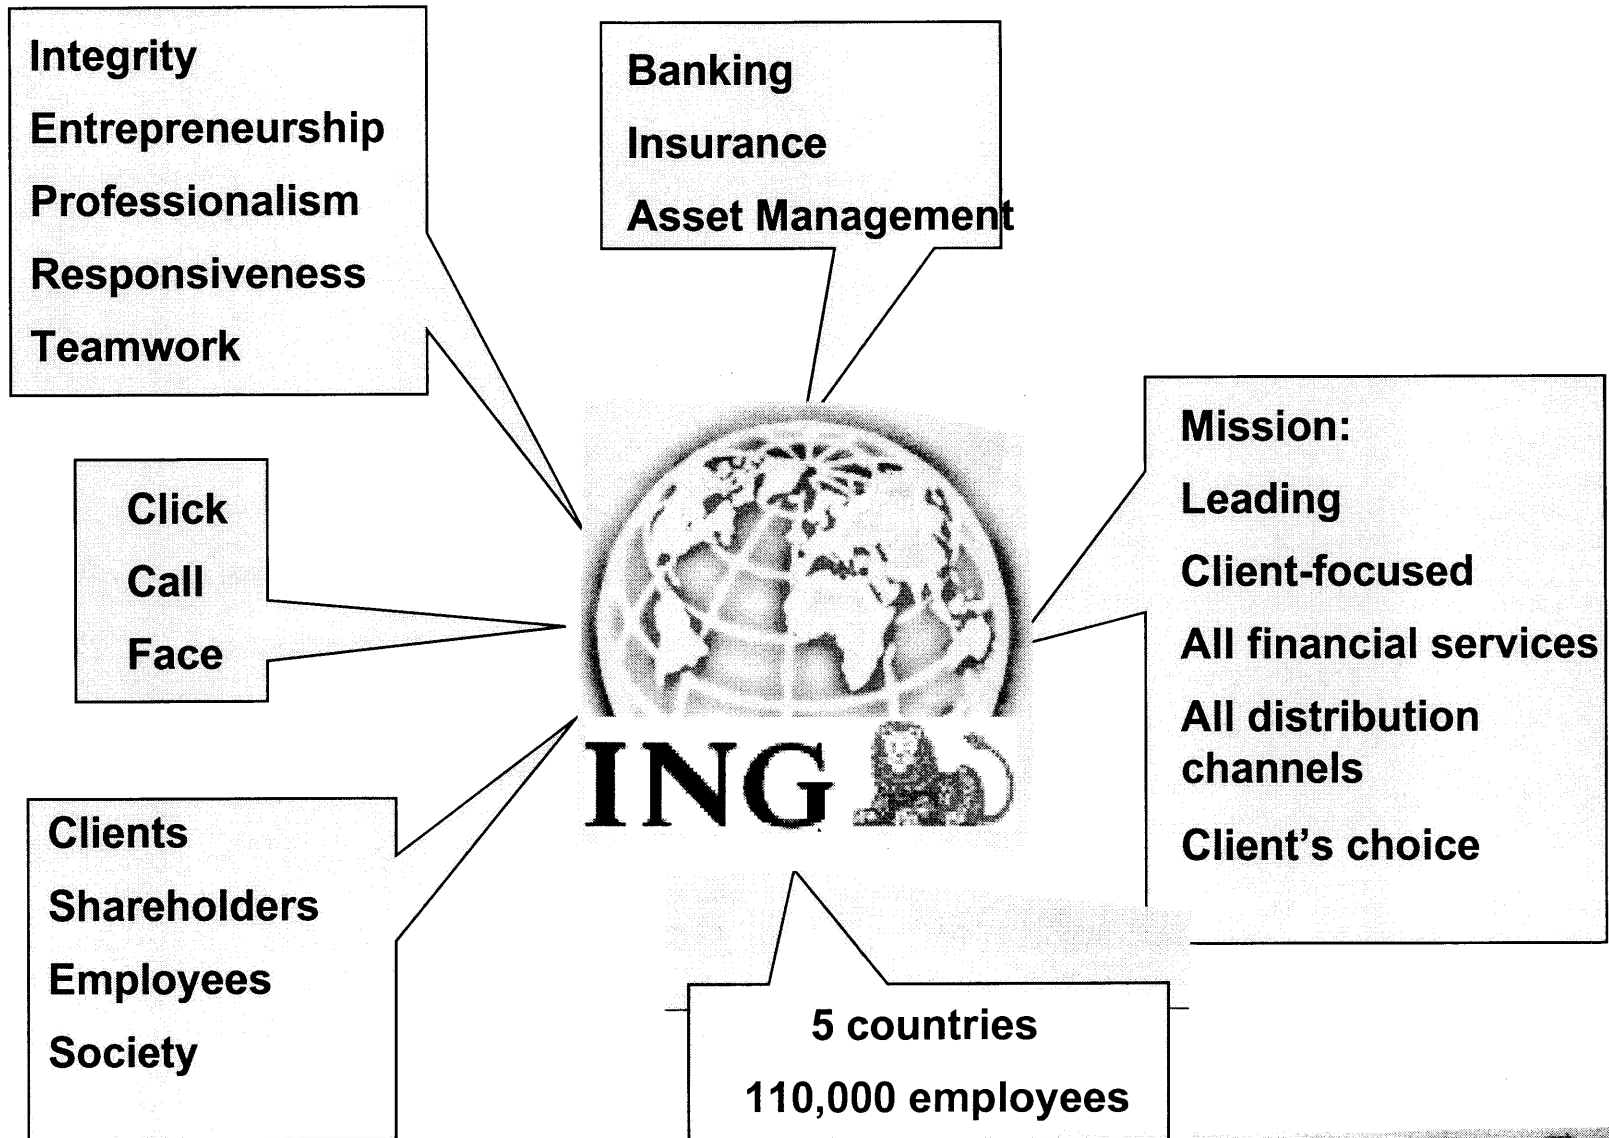 Integrity
Entrepreneurship
Professionalism
Responsiveness
Teamwork
Banking
Insurance
Asset Management
Click
Call
Face
Mission:
Leading
Client-focused
All financial services
All distribution
channels
Client's choice
ING
Clients
Shareholders
Employees
Society
5 countries
110,000 employees